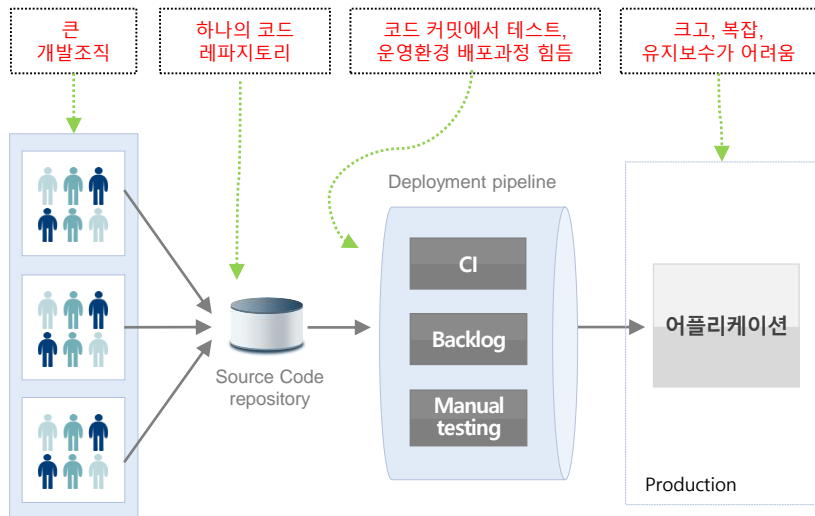 큰
개발조직
하나의 코드
레파지토리
코드 커밋에서 테스트,
운영환경 배포과정 힘듬
크고, 복잡,
유지보수가 어려움
Deployment pipeline
CI
Backlog
Manual
testing
Source Code
repository
어플리케이션
Production